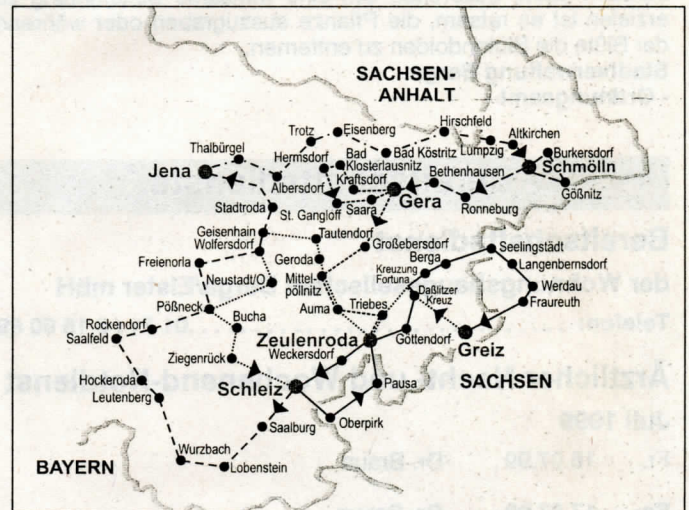 SACHSEN-
ANHALT
Hirschfeld
Altkirchen
Trotz
Eisenberg
Thalbürgel
Hermsdorf
Bad
Klosterlausnitz
Bad Köstritz
Lumpzig
Burkersdorf
Jena
Kraftsdorf
Bethenhausen
Schmölln
Albersdorf
Gera
Gößnitz
Stadtroda
St. Gangloff
Saara
Ronneburg
Geisenhain
Tautendorf
Wolfersdorf
Großebersdorf
Seelingstädt
Freienorla
Geroda
Berga
Langenberndorf
Kreuzung
Fortuna
Neustadt/O.
Mittel-
pöllnitz
Daßlitz
Kreuz
Werdau
Pößneck
Auma
Triebes
Fraureuth
Rockendorf
Bucha
Saalfeld
Zeulenroda
Gottendorf
Greiz
Ziegenrück
Weckersdorf
SACHSEN
Hockeroda
Schleiz
Pausa
Leutenberg
Oberpirk
Saalburg
Wurzbach
BAYERN
Lobenstein